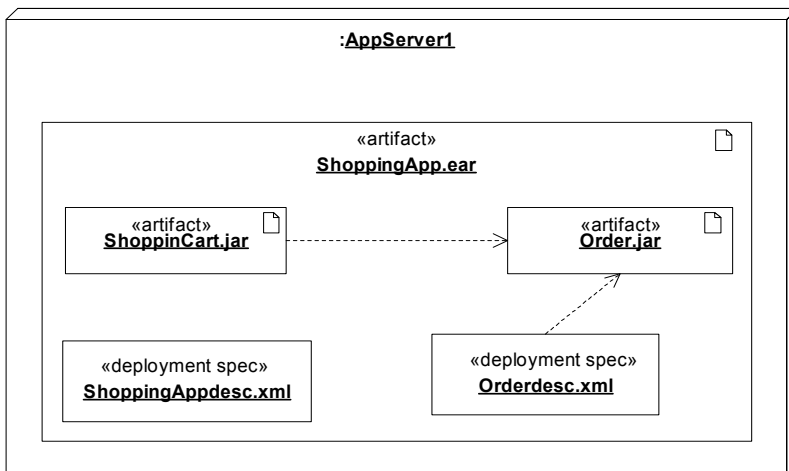 :AppServer1
«artifact»
ShoppingApp.ear
«artifact»
ShoppinCart.jar
«artifact»
Order.jar
«deployment spec»
ShoppingAppdesc.xml
«deployment spec»
Orderdesc.xml